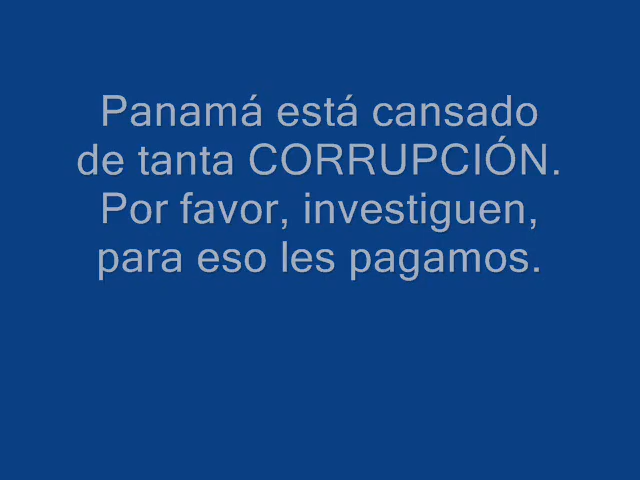 Panamá está cansado
de tanta CORRUPCIÓN.
Por favor, investiguen,
para eso les pagamos.